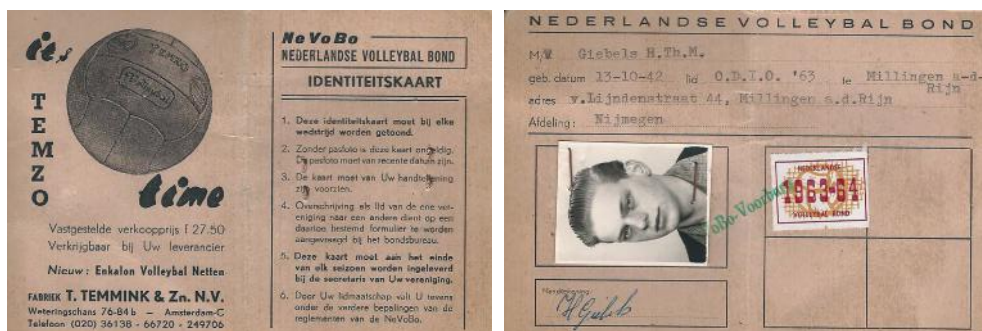 it's
TEMZO
time
Vastgestelde verkoopprijs f 27.50
Verkrijgbaar bij Uw leverancier
Nieuw: Enkalon Volleybal Netten
FABRIEK T. TEMMINK & Zn. N.V.
Weteringschans 76-84 b — Amsterdam-C
Telefoon (020) 36138 - 66720 - 249706
NeVoBo
NEDERLANDSE VOLLEYBAL BOND
IDENTITEITSKAART
1. Deze identiteitskaart moet bij elke
wedstrijd worden getoond.
2. Zonder pasfoto is deze kaart ongeldig.
De pasfoto moet van recente datum zijn.
3. De kaart moet van Uw handtekening
zijn voorzien.
4. Overschrijving als lid van de ene ver-
eniging naar een andere dient op een
daartoe bestemd formulier te worden
aangevraagd bij het bondsbureau.
5. Deze kaart moet aan het einde
van elk seizoen worden ingeleverd
bij de secretaris van Uw vereniging.
6. Door Uw lidmaatschap valt U tevens
onder de verdere bepalingen van de
reglementen van de NeVoBo.
NEDERLANDSE VOLLEYBAL BOND
M/V Giebels H.Th.M.
geb. datum 13-10-42 lid O.D.I.O. '63 te Millingen a-d-
Rijn
adres v.Lijndenstraat 44, Millingen a.d.Rijn
Afdeling: Nijmegen
NEDERLANDSE
1963-64
VOLLEYBAL BOND
oBo-Voorbu
Handtekening:
H Giebels